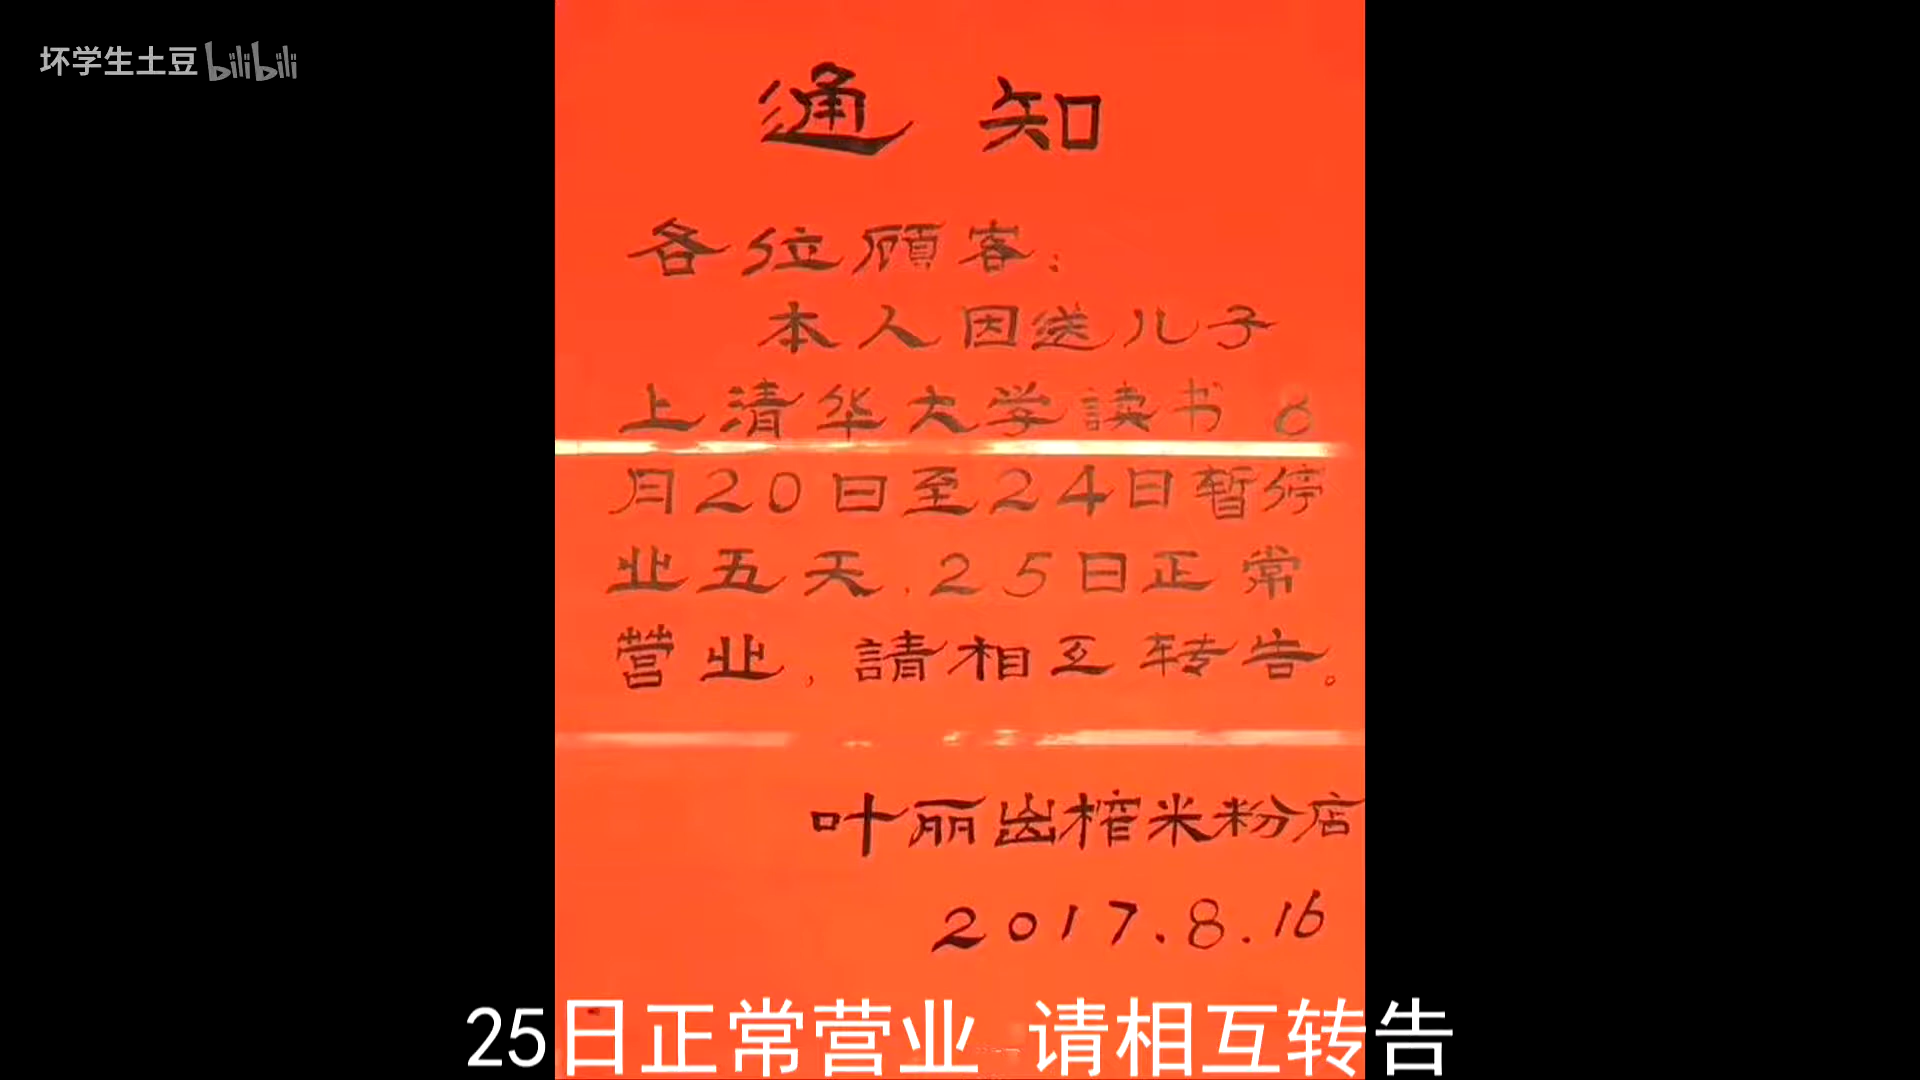 坏学生土豆 bilibili
通知
各位顧客：
本人因送儿子
上清华大学读书8
月20日至24日暂停
业五天，25日正常
营业，請相互转告。
叶丽出榨米粉店
2017.8.16
25日正常营业 请相互转告